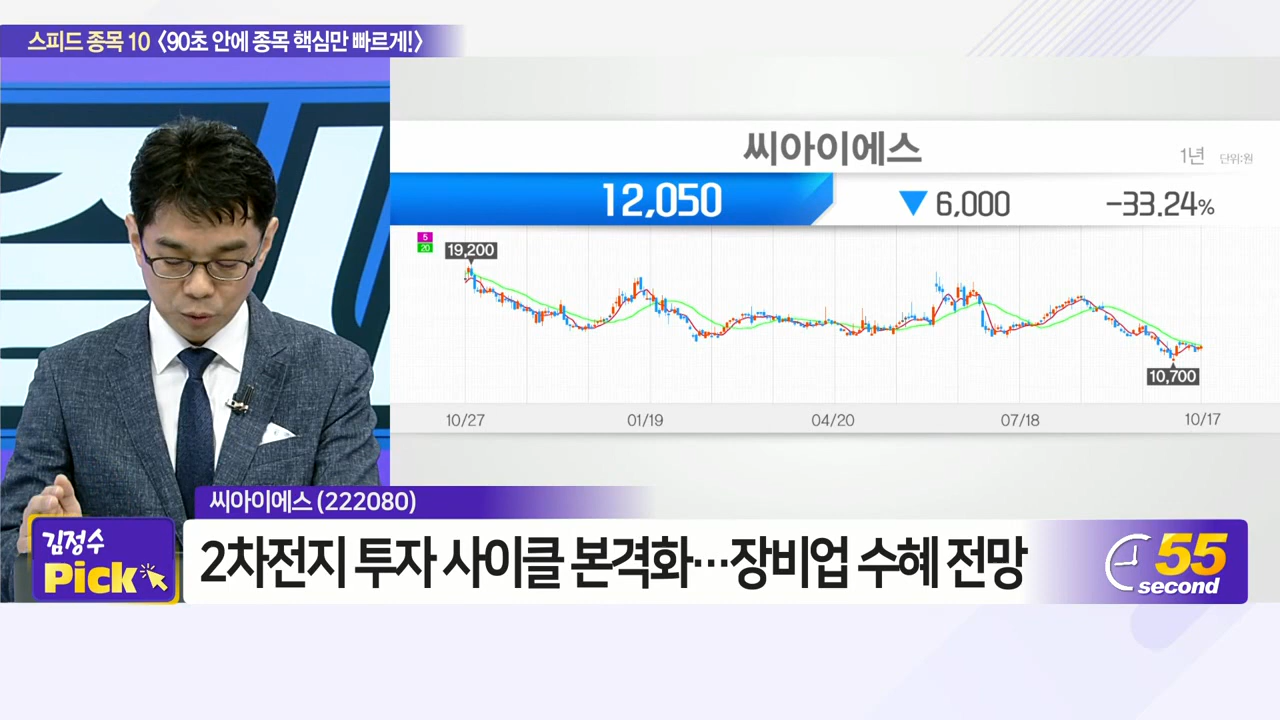 스피드 종목 10 〈90초 안에 종목 핵심만 빠르게!〉
씨아이에스
1년 단위:원
12,050 ▼ 6,000 -33.24%
5
20
19,200
10,700
10/27 01/19 04/20 07/18 10/17
씨아이에스 (222080)
김정수
Pick
2차전지 투자 사이클 본격화…장비업 수혜 전망
55
second